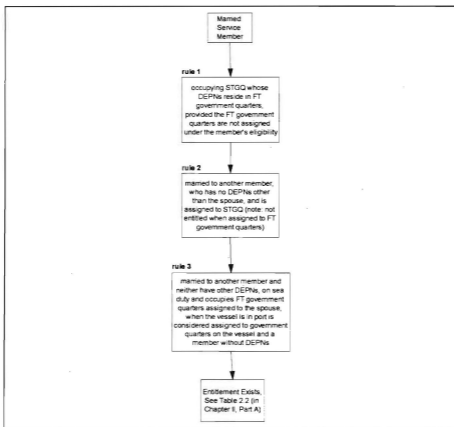 Married
Service
Member
rule 1
occupying STGQ whose
DEPNs reside in FT
government quarters,
provided the FT government
quarters are not assigned
under the member's eligibility
rule 2
married to another member,
who has no DEPNs other
than the spouse, and is
assigned to STGQ (note: not
entitled when assigned to FT
government quarters)
rule 3
married to another member and
neither have other DEPNs, on sea
duty and occupies FT government
quarters assigned to the spouse,
when the vessel is in port is
considered assigned to government
quarters on the vessel and a
member without DEPNs
Entitlement Exists,
See Table 2.2 (in
Chapter II, Part A)